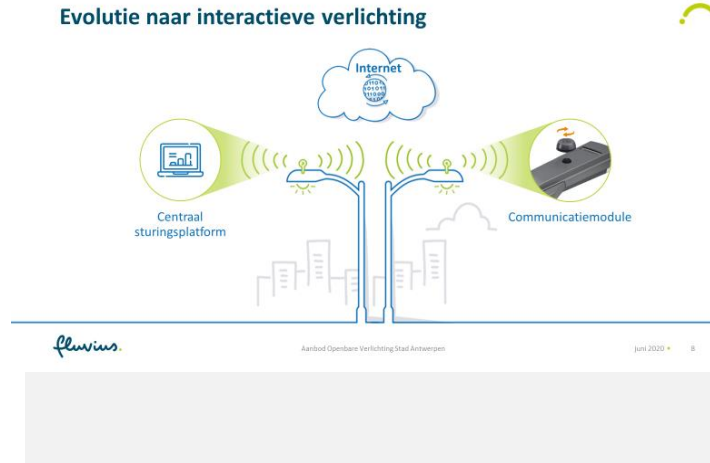 Evolutie naar interactieve verlichting
Internet
Centraal
sturingsplatform
Communicatiemodule
fluvius.
Aanbod Openbare Verlichting Stad Antwerpen
juni 2020
8